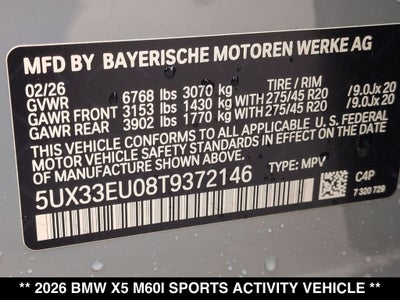 MFD BY BAYERISCHE MOTOREN WERKE AG
02/26 TIRE / RIM
GVWR 6768 lbs 3070 kg
GAWR FRONT 3153 lbs 1430 kg WITH 275/45 R20 /9.0Jx 20
GAWR REAR 3902 lbs 1770 kg WITH 275/45 R20 /9.0Jx 20
THIS VEHICLE CONFORMS TO ALL APPLICABLE FEDERAL
MOTOR VEHICLE SAFETY STANDARDS IN EFFECT ON THE
DATE OF MANUFACTURE SHOWN ABOVE.
5UX33EU08T9372146 TYPE: MPV
C4P
7 320 729
** 2026 BMW X5 M60I SPORTS ACTIVITY VEHICLE **